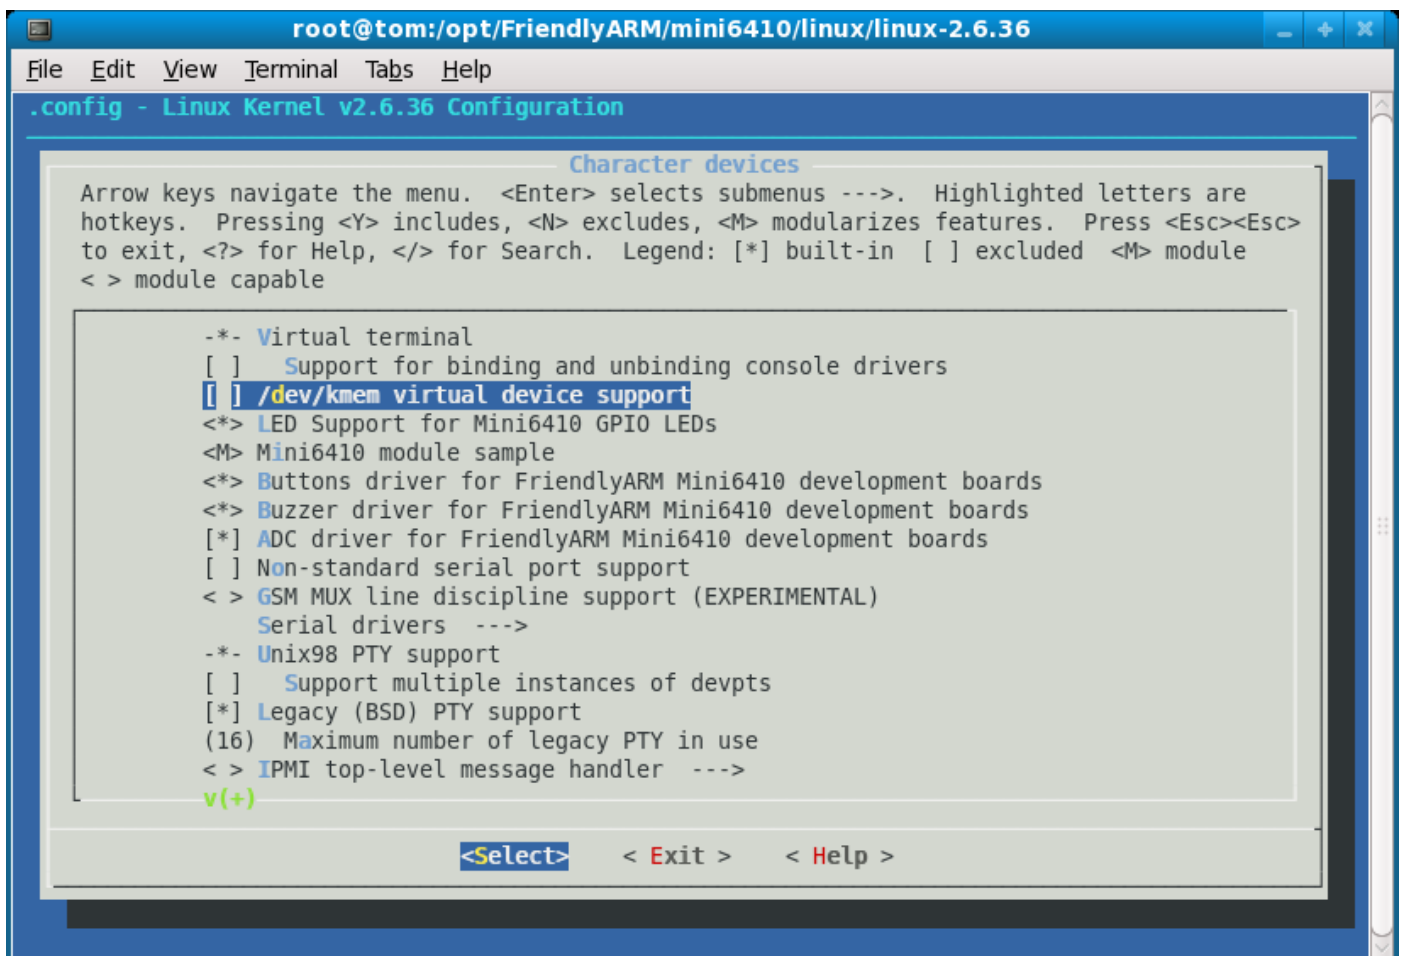 root@tom:/opt/FriendlyARM/mini6410/linux/linux-2.6.36
File Edit View Terminal Tabs Help
.config - Linux Kernel v2.6.36 Configuration
Character devices
Arrow keys navigate the menu. <Enter> selects submenus --->. Highlighted letters are
hotkeys. Pressing <Y> includes, <N> excludes, <M> modularizes features. Press <Esc><Esc>
to exit, <?> for Help, </> for Search. Legend: [*] built-in [ ] excluded <M> module
< > module capable
-*- Virtual terminal
[ ] Support for binding and unbinding console drivers
[ ] /dev/kmem virtual device support
<*> LED Support for Mini6410 GPIO LEDs
<M> Mini6410 module sample
<*> Buttons driver for FriendlyARM Mini6410 development boards
<*> Buzzer driver for FriendlyARM Mini6410 development boards
[*] ADC driver for FriendlyARM Mini6410 development boards
[ ] Non-standard serial port support
< > GSM MUX line discipline support (EXPERIMENTAL)
Serial drivers --->
-*- Unix98 PTY support
[ ] Support multiple instances of devpts
[*] Legacy (BSD) PTY support
(16) Maximum number of legacy PTY in use
< > IPMI top-level message handler --->
v(+)
<Select> < Exit > < Help >